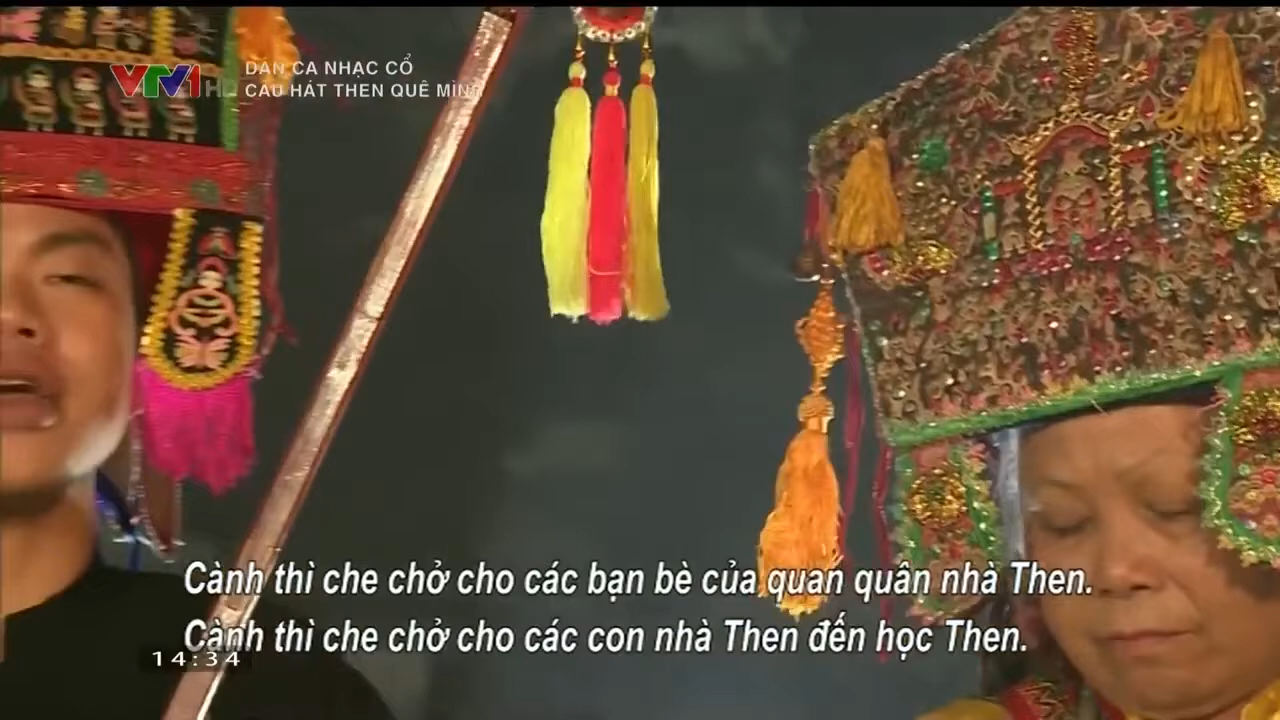 VTV1 HD
DÂN CA NHẠC CỔ
CÂU HÁT THEN QUÊ MÌNH
Cành thì che chở cho các bạn bè của quan quân nhà Then.
Cành thì che chở cho các con nhà Then đến học Then.
14:34